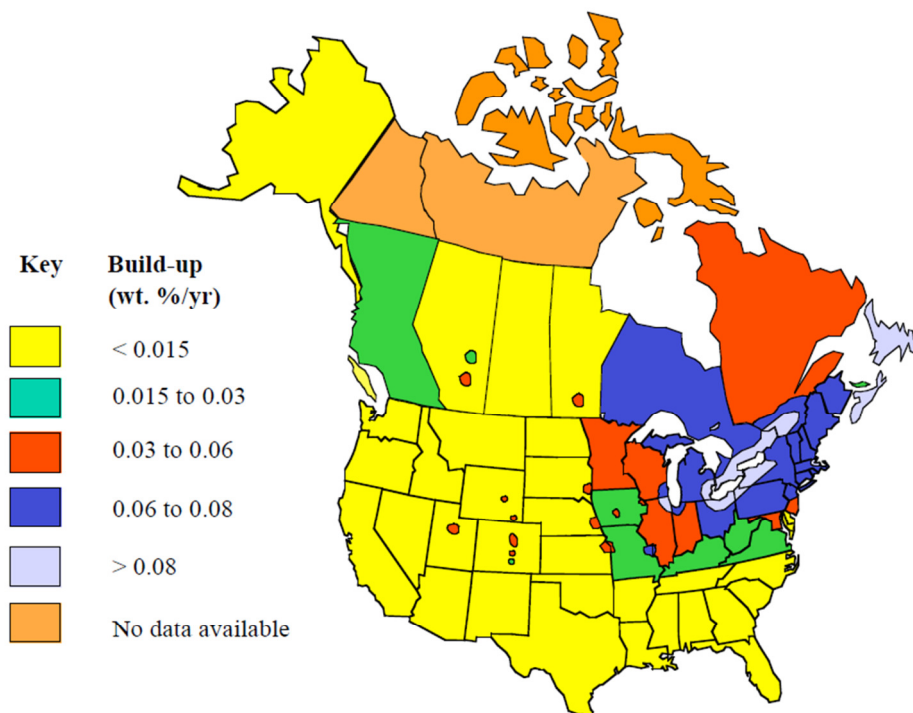 Key Build-up
(wt. %/yr)
< 0.015
0.015 to 0.03
0.03 to 0.06
0.06 to 0.08
> 0.08
No data available